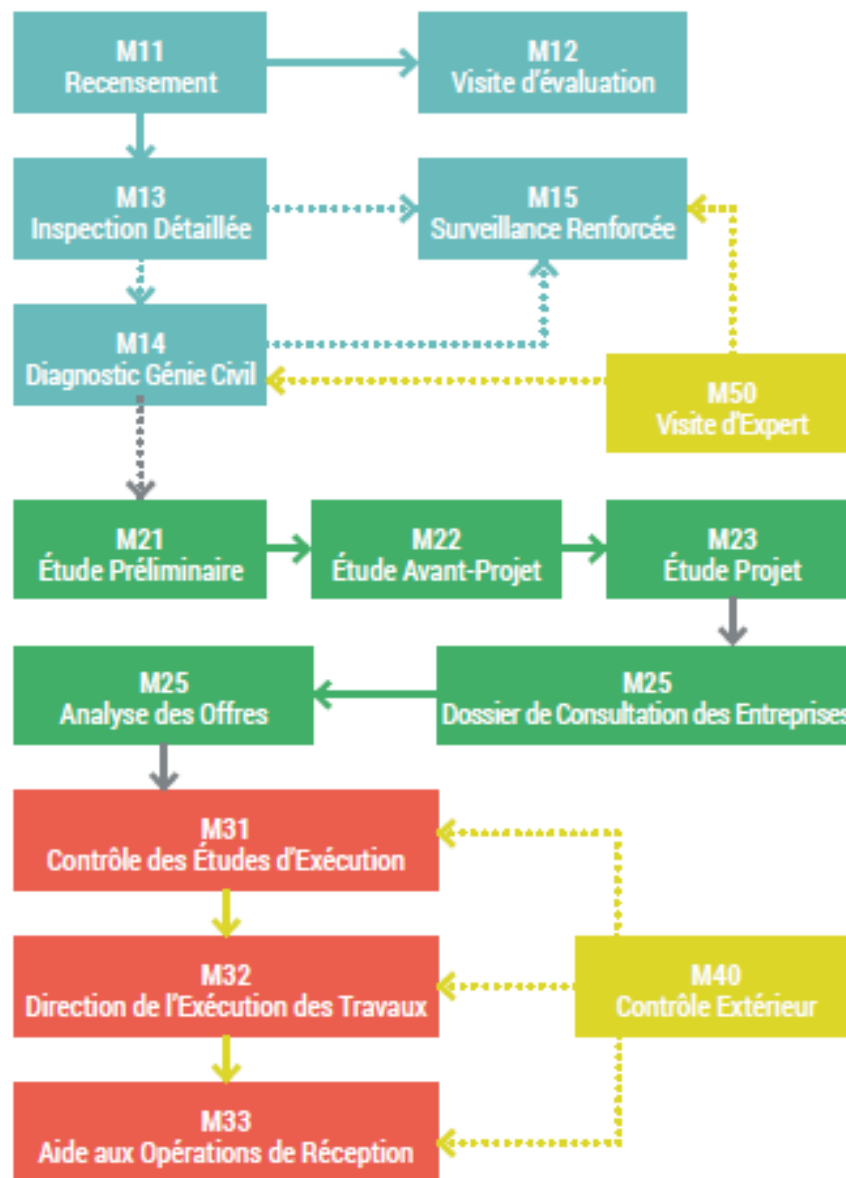 M11
Recensement
M12
Visite d'évaluation
M13
Inspection Détaillée
M15
Surveillance Renforcée
M14
Diagnostic Génie Civil
M50
Visite d'Expert
M21
Étude Préliminaire
M22
Étude Avant-Projet
M23
Étude Projet
M25
Analyse des Offres
M25
Dossier de Consultation des Entreprises
M31
Contrôle des Études d'Exécution
M32
Direction de l'Exécution des Travaux
M40
Contrôle Extérieur
M33
Aide aux Opérations de Réception